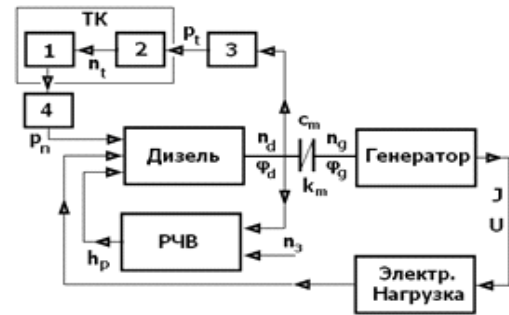 ТК
1
2
3
n_t
p_t
4
p_n
Дизель
n_d
φ_d
c_m
k_m
n_g
φ_g
Генератор
J
U
РЧВ
h_p
n_з
Электр.
Нагрузка